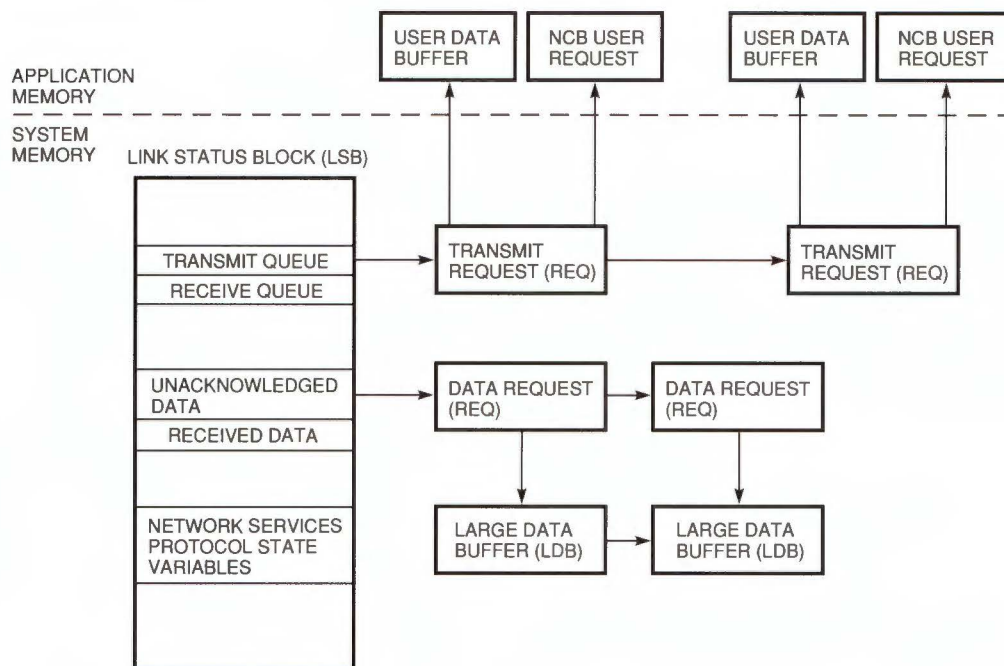 USER DATA
BUFFER
NCB USER
REQUEST
USER DATA
BUFFER
NCB USER
REQUEST
APPLICATION
MEMORY
SYSTEM
MEMORY
LINK STATUS BLOCK (LSB)
TRANSMIT QUEUE
RECEIVE QUEUE
TRANSMIT
REQUEST (REQ)
TRANSMIT
REQUEST (REQ)
UNACKNOWLEDGED
DATA
RECEIVED DATA
DATA REQUEST
(REQ)
DATA REQUEST
(REQ)
NETWORK SERVICES
PROTOCOL STATE
VARIABLES
LARGE DATA
BUFFER (LDB)
LARGE DATA
BUFFER (LDB)